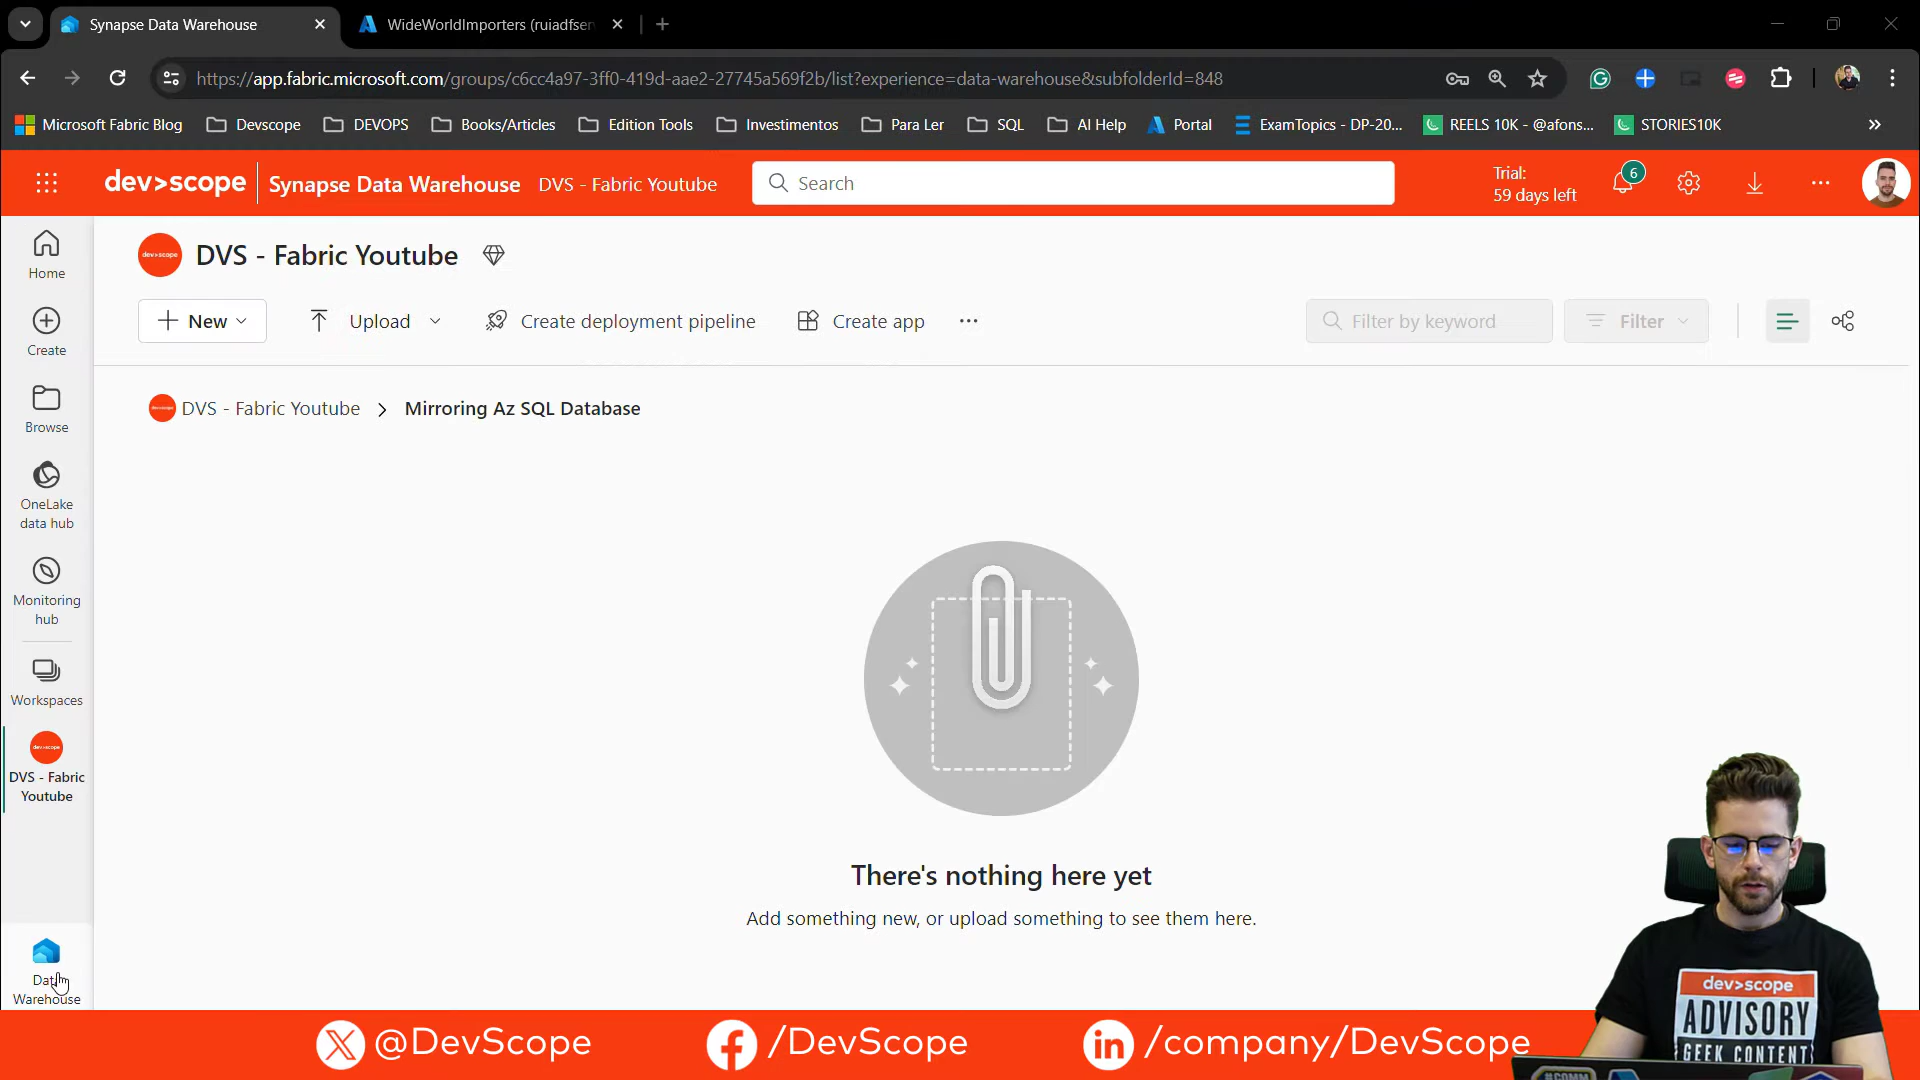 Synapse Data Warehouse
WideWorldImporters (ruiadfser
https://app.fabric.microsoft.com/groups/c6cc4a97-3ff0-419d-aae2-27745a569f2b/list?experience=data-warehouse&subfolderId=848
Microsoft Fabric Blog
Devscope
DEVOPS
Books/Articles
Edition Tools
Investimentos
Para Ler
SQL
AI Help
Portal
ExamTopics - DP-20...
REELS 10K - @afons...
STORIES10K
dev>scope
Synapse Data Warehouse
DVS - Fabric Youtube
Search
Trial:
59 days left
6
Home
Create
Browse
OneLake
data hub
Monitoring
hub
Workspaces
DVS - Fabric
Youtube
Data
Warehouse
DVS - Fabric Youtube
New
Upload
Create deployment pipeline
Create app
Filter by keyword
Filter
DVS - Fabric Youtube
Mirroring Az SQL Database
There's nothing here yet
Add something new, or upload something to see them here.
dev>scope
ADVISORY
GEEK CONTENT
@DevScope
/DevScope
/company/DevScope